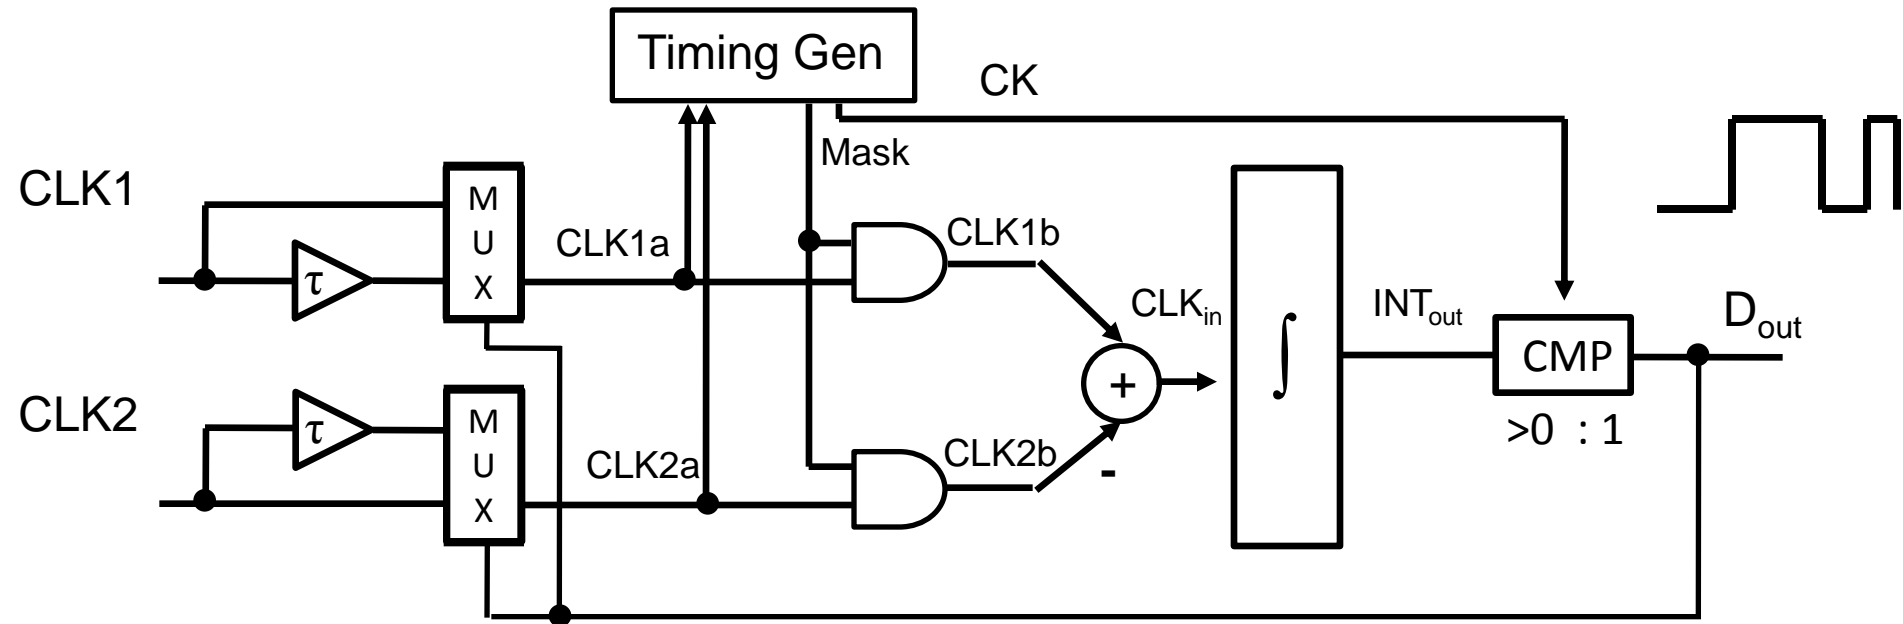 Timing Gen
CK
Mask
CLK1
M
U
X
CLK1a
CLK1b
τ
CLK_in
∫
INT_out
CMP
D_out
>0 : 1
CLK2
τ
M
U
X
CLK2a
CLK2b
+
-